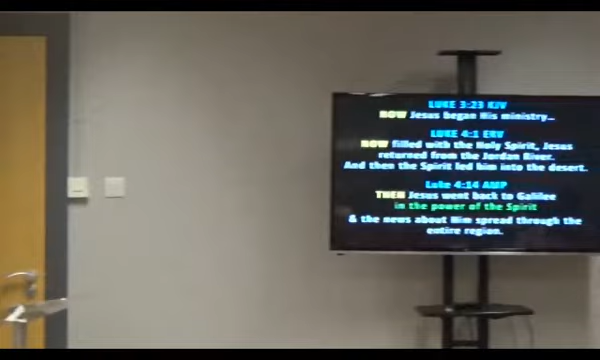 LUKE 3:23 KJV
NOW Jesus began His ministry...
LUKE 4:1 ERV
NOW filled with the Holy Spirit, Jesus
returned from the Jordan River.
And then the Spirit led him into the desert.
Luke 4:14 AMP
THEN Jesus went back to Galilee
in the power of the Spirit
& the news about Him spread through the
entire region.